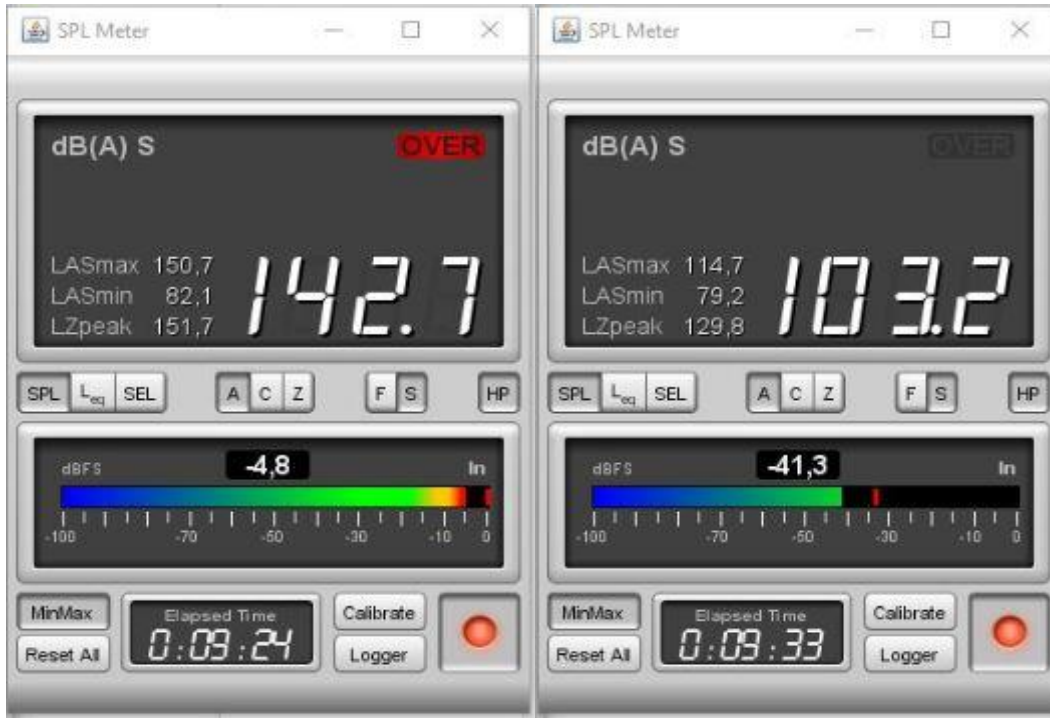 SPL Meter
dB(A) S OVER
LASmax 150,7
LASmin 82,1
LZpeak 151,7
142.7
SPL Leq SEL A C Z F S HP
dBFS -4,8 In
-100 -70 -50 -30 -10 0
MinMax
Reset All
Elapsed Time
0:09:24
Calibrate
Logger
SPL Meter
dB(A) S OVER
LASmax 114,7
LASmin 79,2
LZpeak 129,8
103.2
SPL Leq SEL A C Z F S HP
dBFS -41,3 In
-100 -70 -50 -30 -10 0
MinMax
Reset All
Elapsed Time
0:09:33
Calibrate
Logger